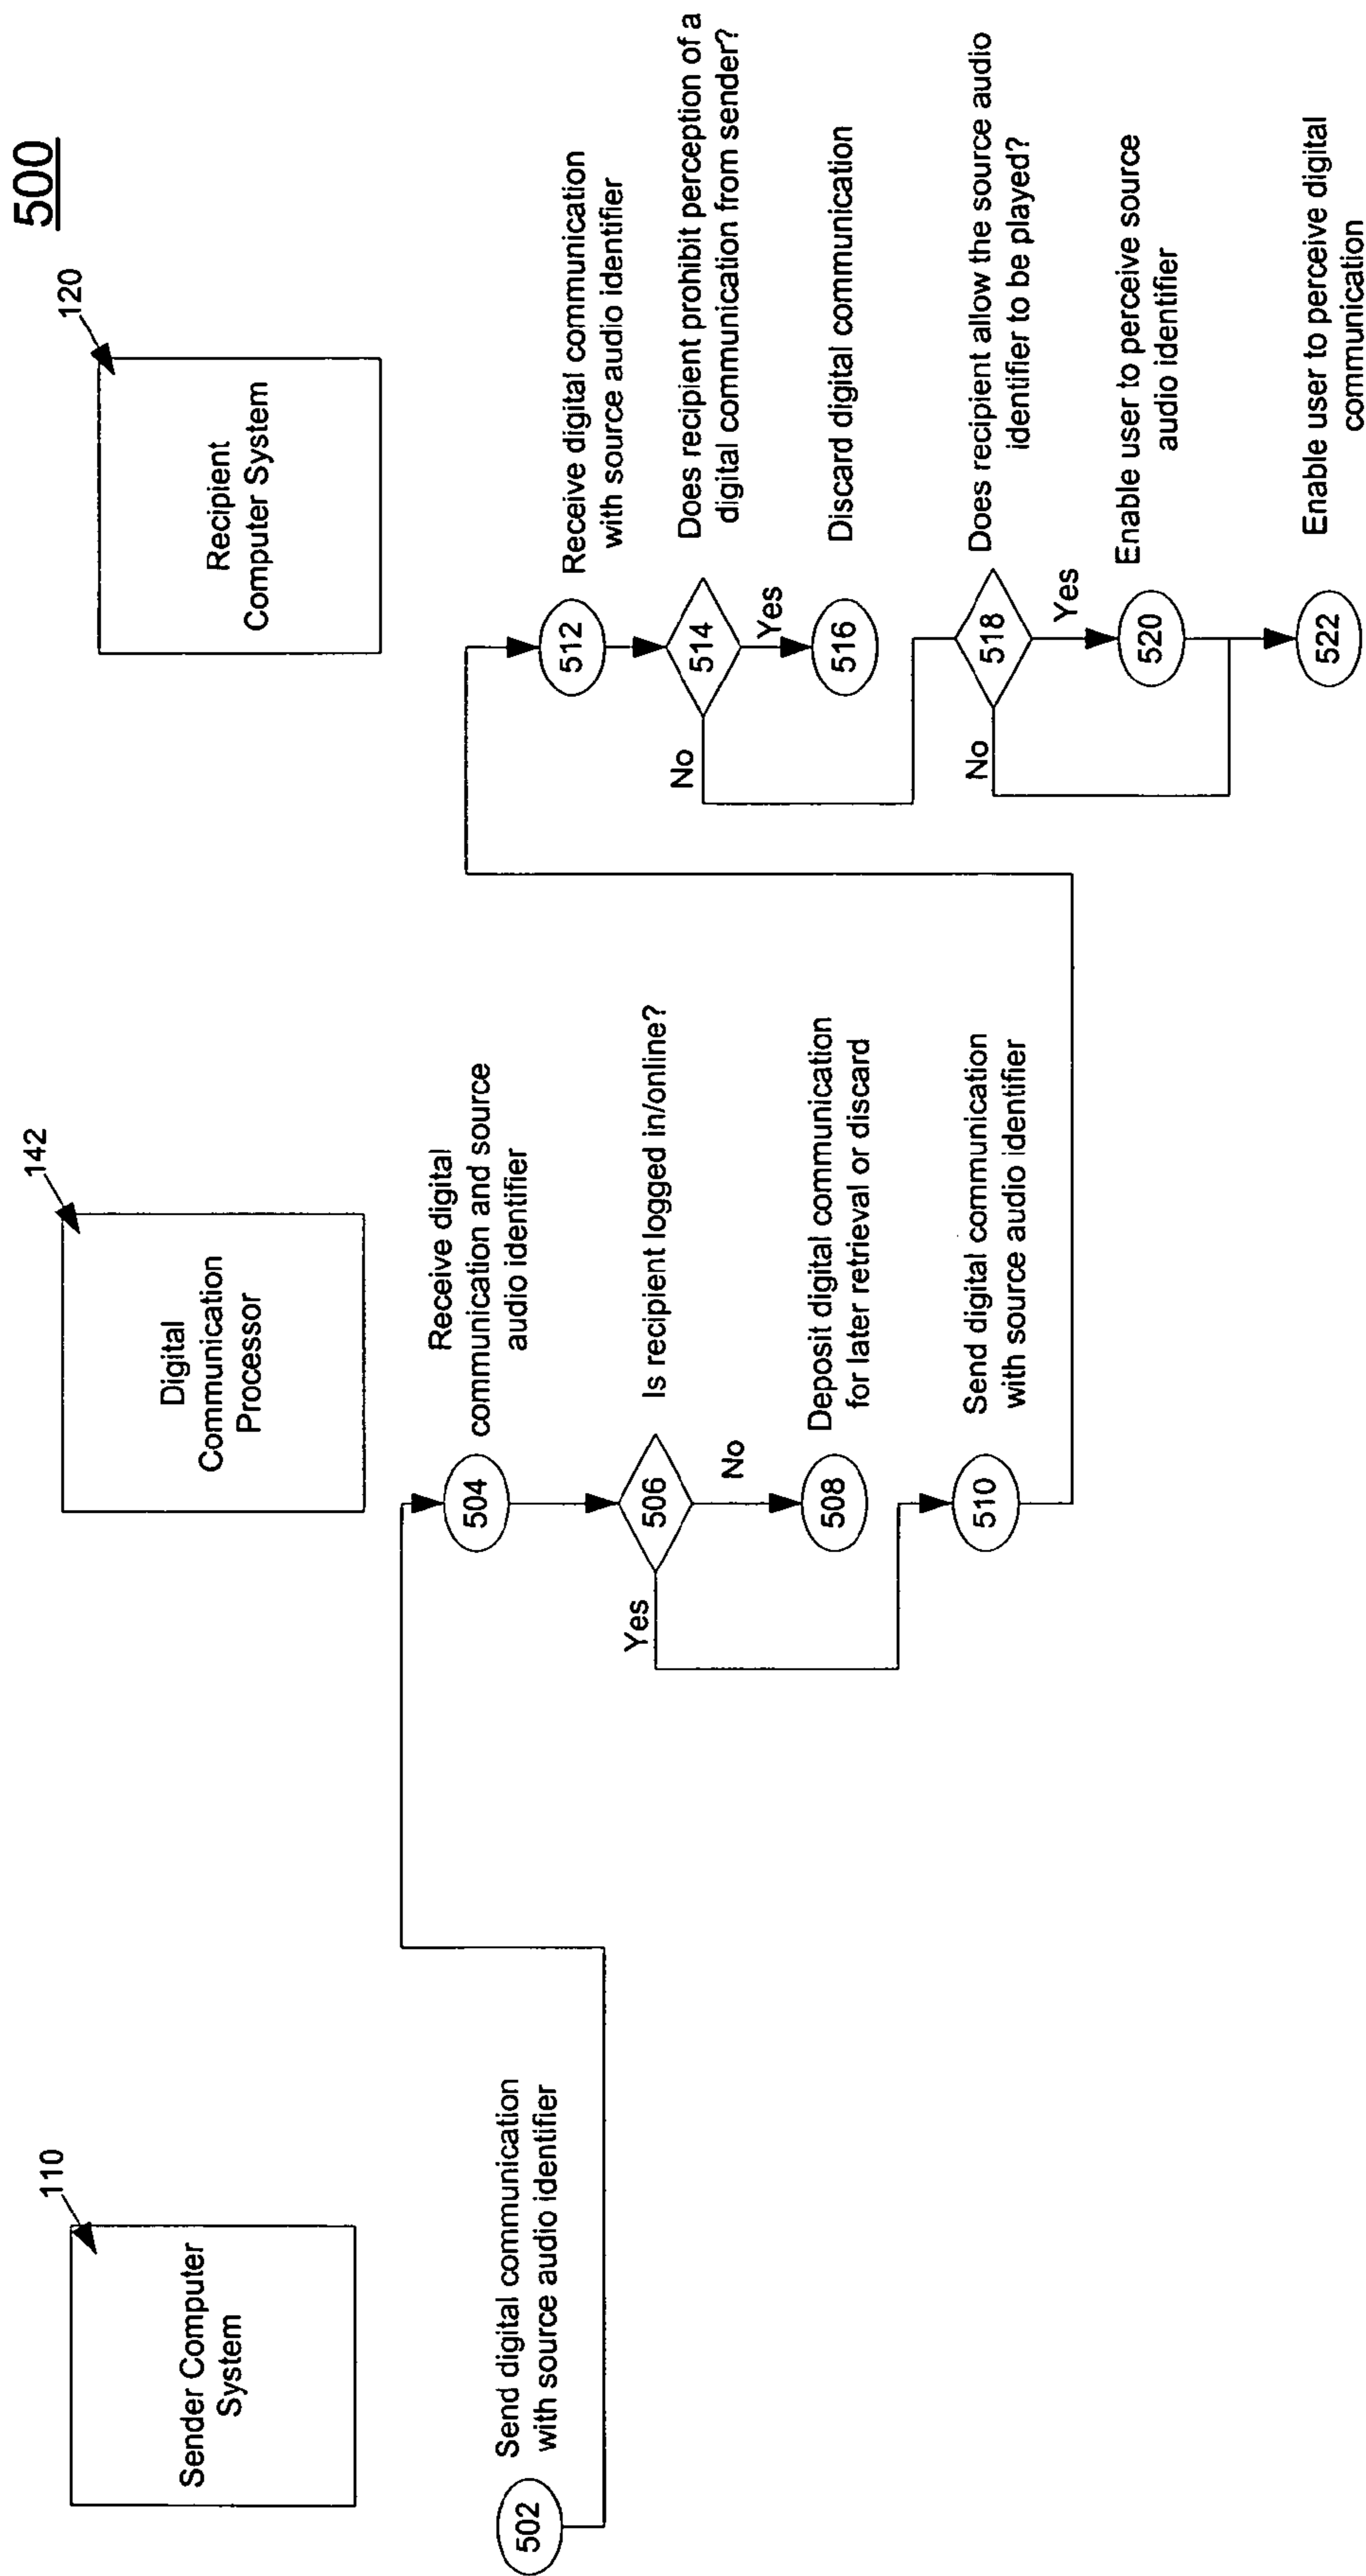 500
110
Sender Computer
System
142
Digital
Communication
Processor
120
Recipient
Computer System
502
Send digital communication
with source audio identifier
504
Receive digital
communication and source
audio identifier
506
Is recipient logged in/online?
Yes
No
508
Deposit digital communication
for later retrieval or discard
510
Send digital communication
with source audio identifier
512
Receive digital communication
with source audio identifier
514
Does recipient prohibit perception of a
digital communication from sender?
No
Yes
516
Discard digital communication
518
Does recipient allow the source audio
identifier to be played?
No
Yes
520
Enable user to perceive source
audio identifier
522
Enable user to perceive digital
communication